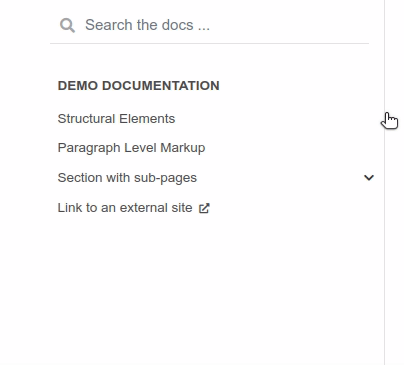 Search the docs ...
DEMO DOCUMENTATION
Structural Elements
Paragraph Level Markup
Section with sub-pages
Link to an external site